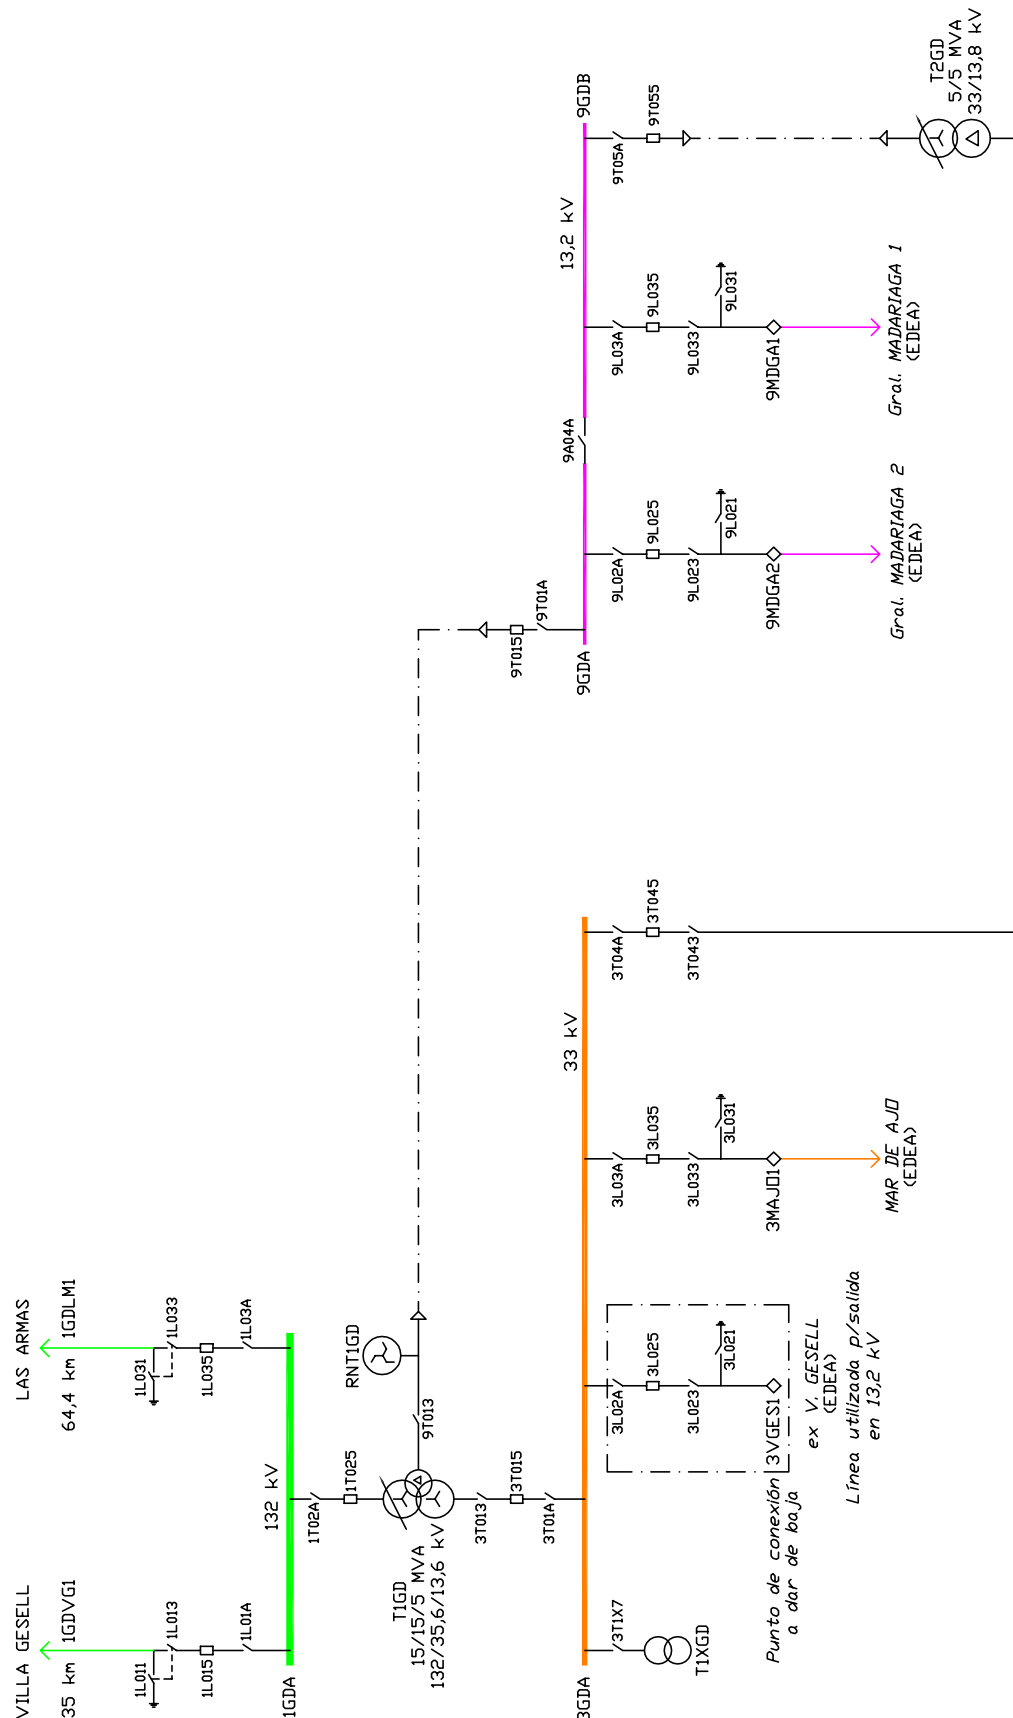 VILLA GESELL
35 km 1GDVG1
1L011
1L013
1L015
1L01A
1GDA
132 kV
LAS ARMAS
64,4 km 1GDLM1
1L031
1L033
1L035
1L03A
1T02A
1T025
T1GD
15/15/5 MVA
132/35,6/13,6 kV
RNT1GD
9T013
3T013
3T015
3T01A
3GDA
33 kV
3T1X7
T1XGD
3L02A
3L025
3L023
3L021
3VGES1
Punto de conexión
a dar de baja
ex V. GESELL
(EDEA)
Línea utilizada p/salida
en 13,2 kV
3L03A
3L035
3L033
3L031
3MAJO1
MAR DE AJO
(EDEA)
3T04A
3T045
3T043
9T015
9T01A
9GDA
9L02A
9L025
9L023
9L021
9MDGA2
Gral. MADARIAGA 2
(EDEA)
9A04A
13,2 kV
9GDB
9L03A
9L035
9L033
9L031
9MDGA1
Gral. MADARIAGA 1
(EDEA)
9T05A
9T055
T2GD
5/5 MVA
33/13,8 kV